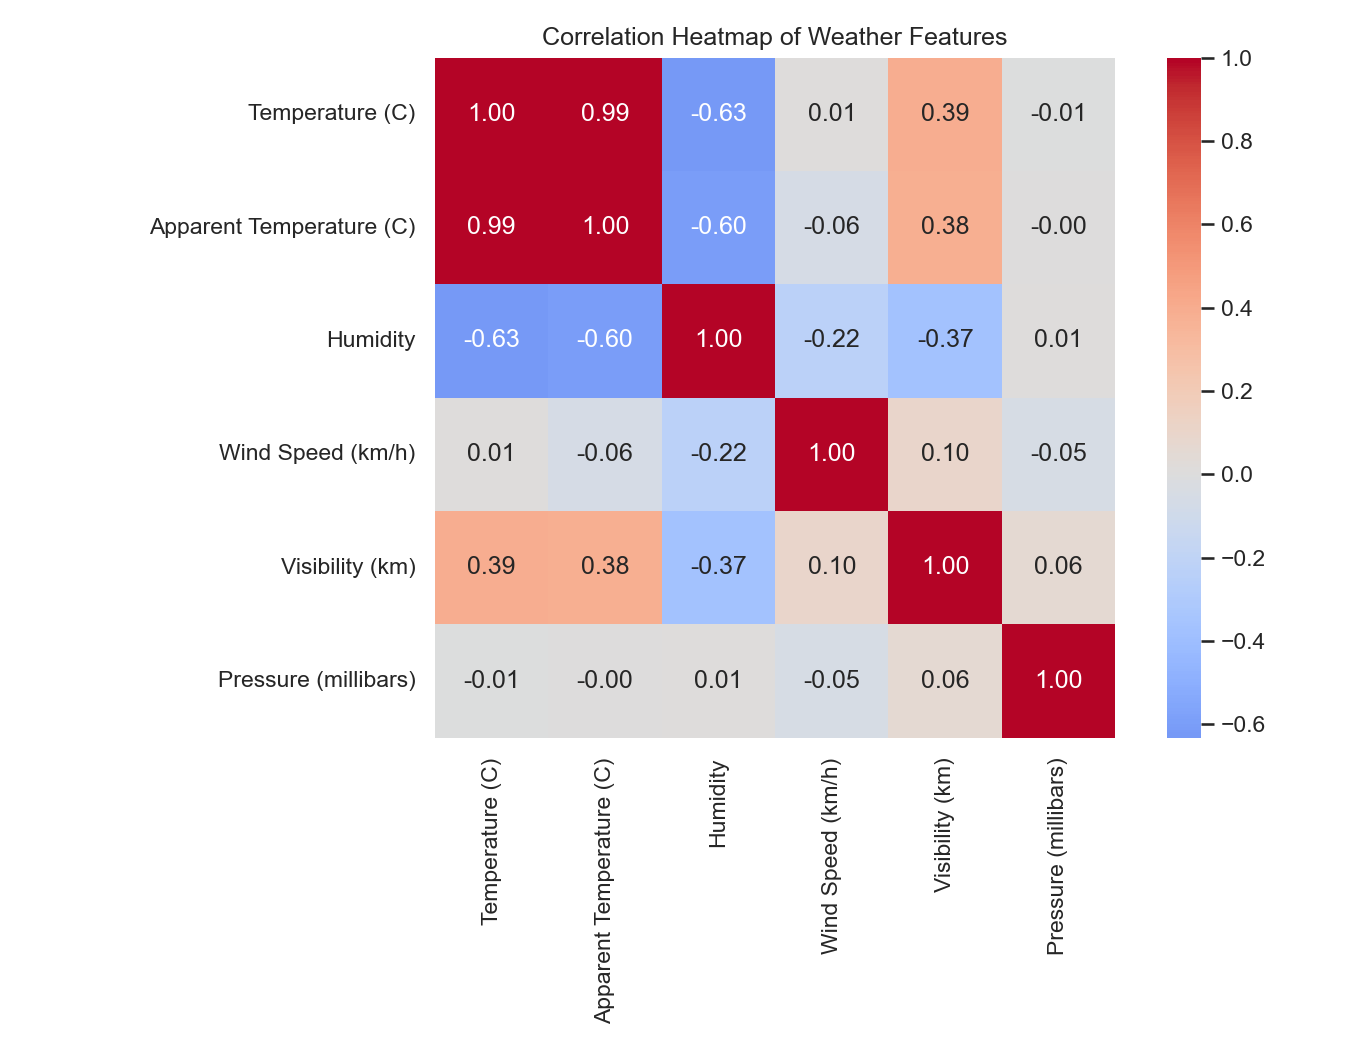 Correlation Heatmap of Weather Features
Temperature (C) 1.00 0.99 -0.63 0.01 0.39 -0.01
Apparent Temperature (C) 0.99 1.00 -0.60 -0.06 0.38 -0.00
Humidity -0.63 -0.60 1.00 -0.22 -0.37 0.01
Wind Speed (km/h) 0.01 -0.06 -0.22 1.00 0.10 -0.05
Visibility (km) 0.39 0.38 -0.37 0.10 1.00 0.06
Pressure (millibars) -0.01 -0.00 0.01 -0.05 0.06 1.00
Temperature (C)
Apparent Temperature (C)
Humidity
Wind Speed (km/h)
Visibility (km)
Pressure (millibars)
1.0
0.8
0.6
0.4
0.2
0.0
−0.2
−0.4
−0.6